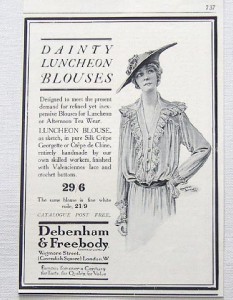 737
DAINTY
LUNCHEON
BLOUSES
Designed to meet the present
demand for refined yet inex-
pensive Blouses for Luncheon
or Afternoon Tea Wear.
LUNCHEON BLOUSE,
as sketch, in pure Silk Crêpe
Georgette or Crêpe de Chine,
entirely handmade by our
own skilled workers, finished
with Valenciennes lace and
crochet buttons.
29 6
The same blouse is fine white
voile, 21/9
CATALOGUE POST FREE.
Debenham
& Freebody
Wigmore Street,
(Cavendish Square) London, W
Famous for over a Century
for Taste, for Quality, for Value